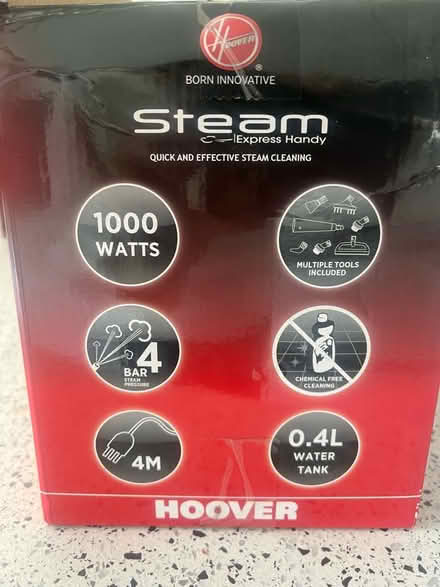 HOOVER
®
BORN INNOVATIVE
Steam
Express Handy
QUICK AND EFFECTIVE STEAM CLEANING
1000
WATTS
MULTIPLE TOOLS
INCLUDED
4
BAR
STEAM
PRESSURE
CHEMICAL FREE
CLEANING
4M
0.4L
WATER
TANK
HOOVER